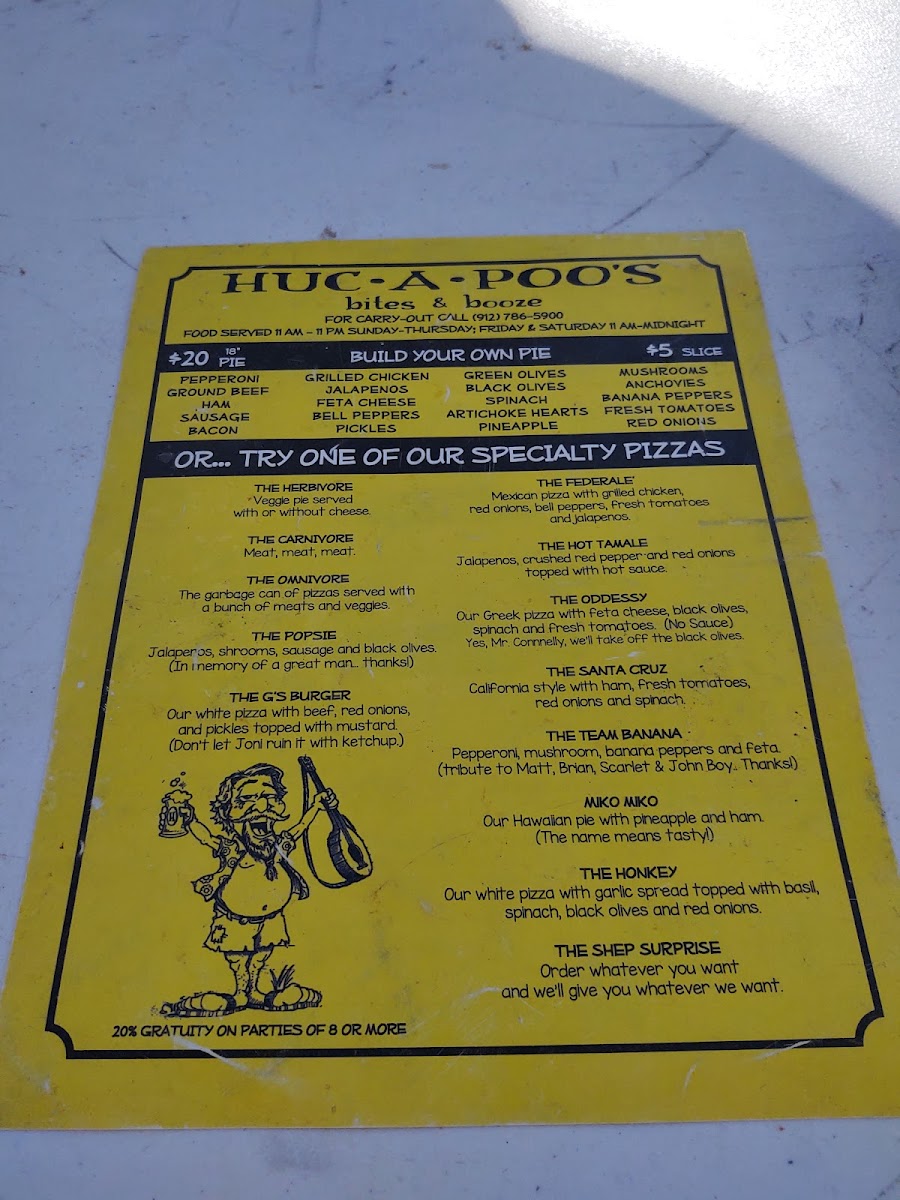 HUC•A•POO'S
bites & booze
FOR CARRY-OUT CALL (912) 786-5900
FOOD SERVED 11 AM – 11 PM SUNDAY-THURSDAY; FRIDAY & SATURDAY 11 AM-MIDNIGHT
$20 18" PIE
BUILD YOUR OWN PIE
$5 SLICE
PEPPERONI
GROUND BEEF
HAM
SAUSAGE
BACON
GRILLED CHICKEN
JALAPENOS
FETA CHEESE
BELL PEPPERS
PICKLES
GREEN OLIVES
BLACK OLIVES
SPINACH
ARTICHOKE HEARTS
PINEAPPLE
MUSHROOMS
ANCHOVIES
BANANA PEPPERS
FRESH TOMATOES
RED ONIONS
OR... TRY ONE OF OUR SPECIALTY PIZZAS
THE HERBIVORE
Veggie pie served
with or without cheese.
THE CARNIVORE
Meat, meat, meat.
THE OMNIVORE
The garbage can of pizzas served with
a bunch of meats and veggies.
THE POPSIE
Jalapenos, shrooms, sausage and black olives.
(In memory of a great man... thanks!)
THE G'S BURGER
Our white pizza with beef, red onions,
and pickles topped with mustard.
(Don't let Joni ruin it with ketchup.)
THE FEDERALE'
Mexican pizza with grilled chicken,
red onions, bell peppers, fresh tomatoes
and jalapenos.
THE HOT TAMALE
Jalapenos, crushed red pepper and red onions
topped with hot sauce.
THE ODDESSY
Our Greek pizza with feta cheese, black olives,
spinach and fresh tomatoes. (No Sauce)
Yes, Mr. Connnelly, we'll take off the black olives.
THE SANTA CRUZ
California style with ham, fresh tomatoes,
red onions and spinach.
THE TEAM BANANA
Pepperoni, mushroom, banana peppers and feta.
(tribute to Matt, Brian, Scarlet & John Boy.. Thanks!)
MIKO MIKO
Our Hawaiian pie with pineapple and ham.
(The name means tasty!)
THE HONKEY
Our white pizza with garlic spread topped with basil,
spinach, black olives and red onions.
THE SHEP SURPRISE
Order whatever you want
and we'll give you whatever we want.
20% GRATUITY ON PARTIES OF 8 OR MORE